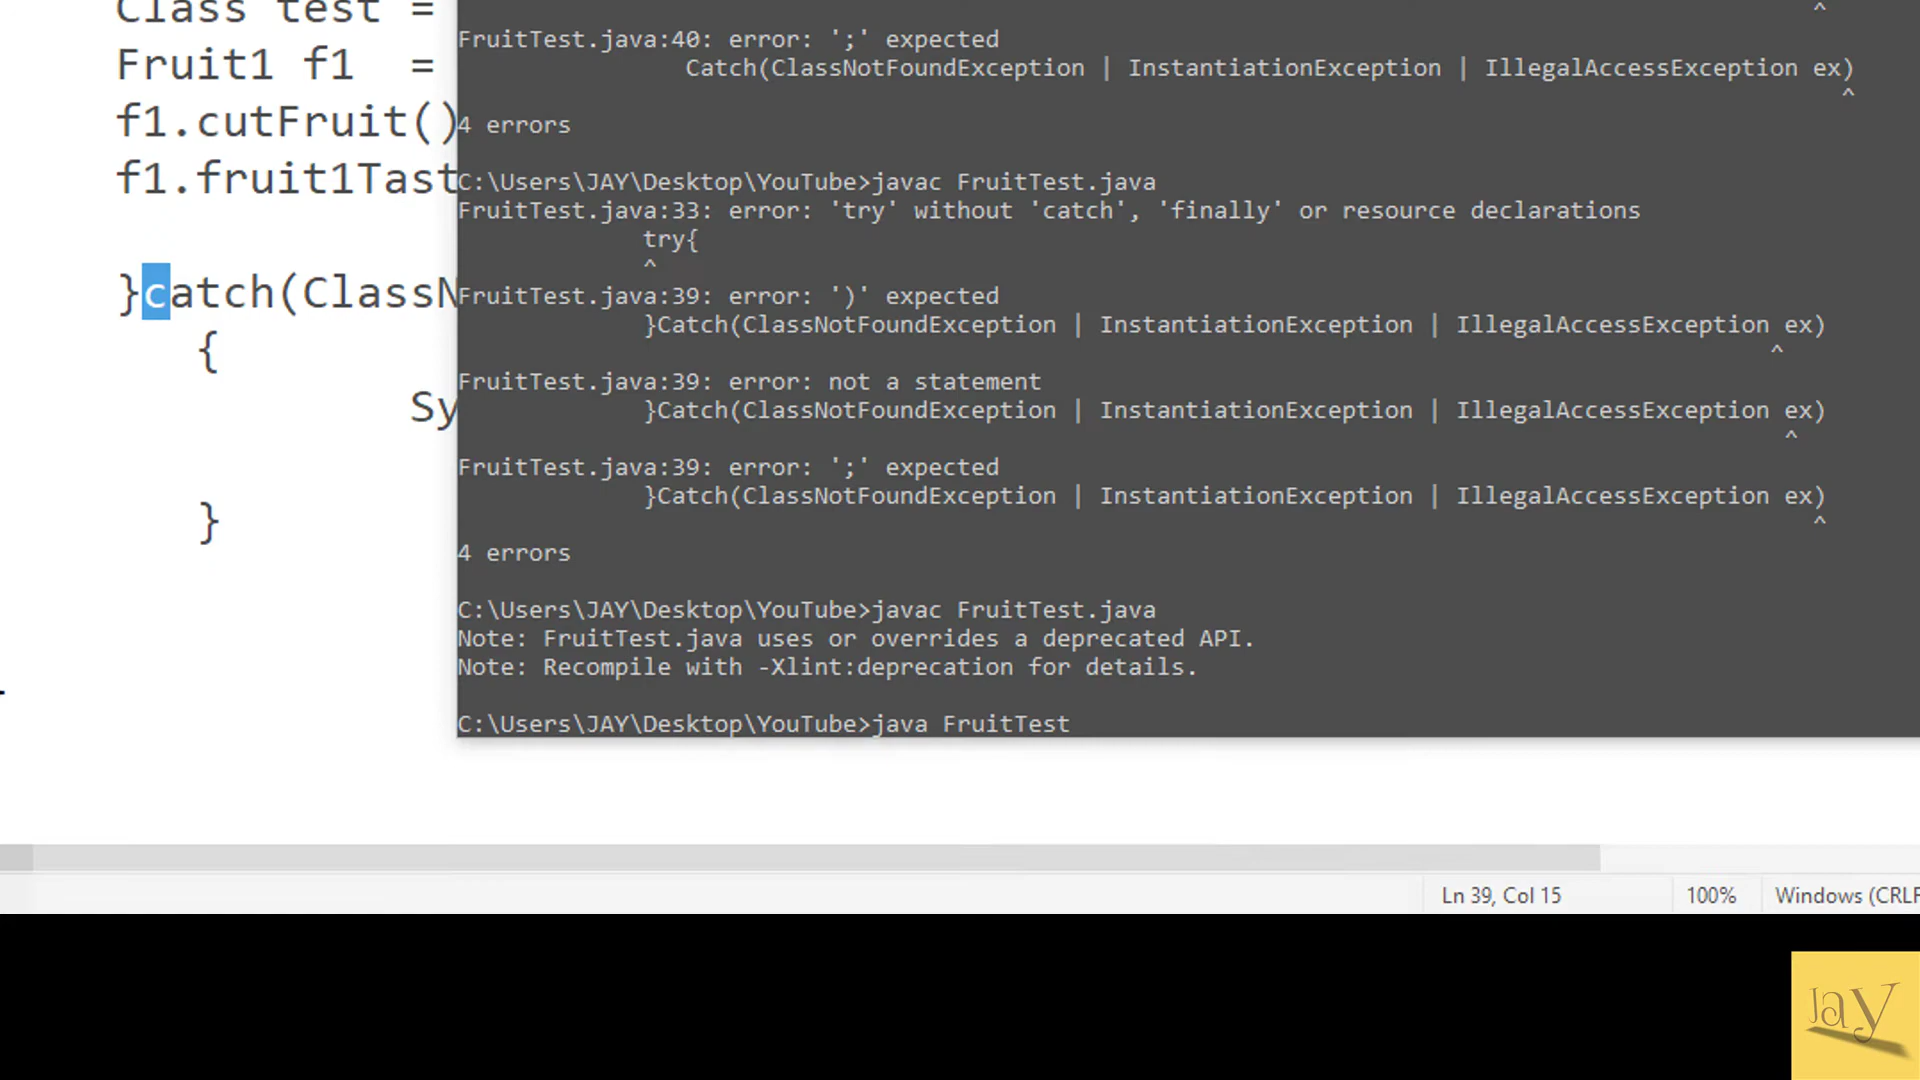 Class test =
Fruit1 f1  =
f1.cutFruit()
f1.fruit1Tast
}catch(ClassN
{
Sy
}
^
FruitTest.java:40: error: ';' expected
Catch(ClassNotFoundException | InstantiationException | IllegalAccessException ex)
^
4 errors
C:\Users\JAY\Desktop\YouTube>javac FruitTest.java
FruitTest.java:33: error: 'try' without 'catch', 'finally' or resource declarations
try{
^
FruitTest.java:39: error: ')' expected
}Catch(ClassNotFoundException | InstantiationException | IllegalAccessException ex)
^
FruitTest.java:39: error: not a statement
}Catch(ClassNotFoundException | InstantiationException | IllegalAccessException ex)
^
FruitTest.java:39: error: ';' expected
}Catch(ClassNotFoundException | InstantiationException | IllegalAccessException ex)
^
4 errors
C:\Users\JAY\Desktop\YouTube>javac FruitTest.java
Note: FruitTest.java uses or overrides a deprecated API.
Note: Recompile with -Xlint:deprecation for details.
C:\Users\JAY\Desktop\YouTube>java FruitTest
Ln 39, Col 15
100%
Windows (CRLF
Jay